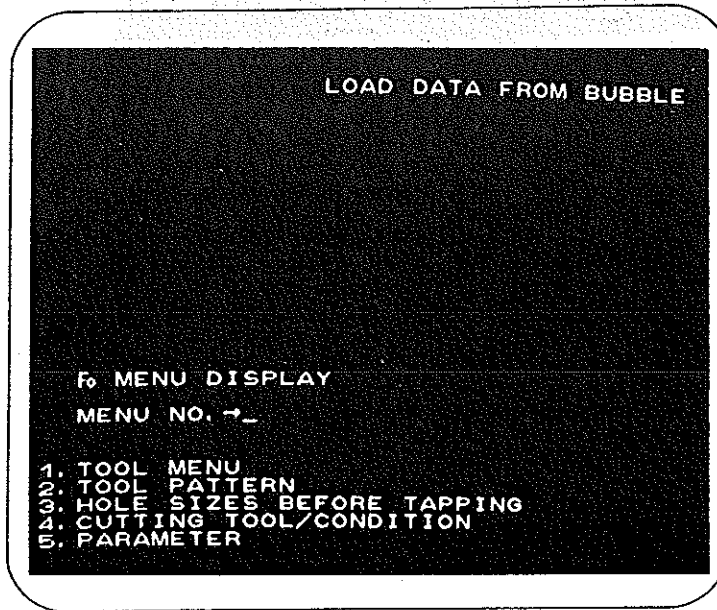 LOAD DATA FROM BUBBLE
F0 MENU DISPLAY
MENU NO. →_
1. TOOL MENU
2. TOOL PATTERN
3. HOLE SIZES BEFORE TAPPING
4. CUTTING TOOL/CONDITION
5. PARAMETER